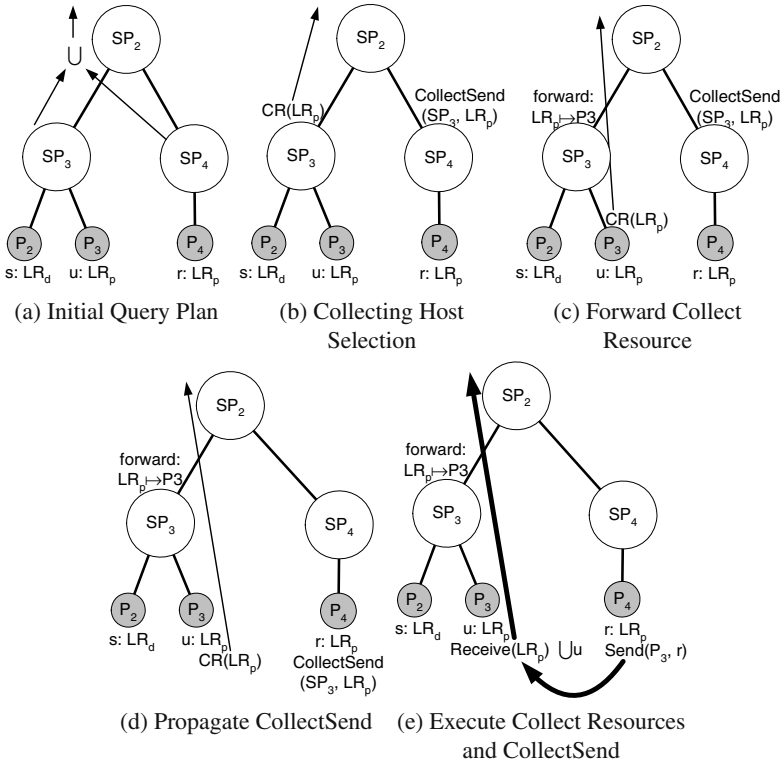 ⋃
SP2
SP3
SP4
P2
P3
P4
s: LRd
u: LRp
r: LRp
(a) Initial Query Plan
SP2
CR(LRp)
CollectSend
(SP3, LRp)
SP3
SP4
P2
P3
P4
s: LRd
u: LRp
r: LRp
(b) Collecting Host
Selection
SP2
forward:
LRp↦P3
CollectSend
(SP3, LRp)
SP3
SP4
CR(LRp)
P2
P3
P4
s: LRd
u: LRp
r: LRp
(c) Forward Collect
Resource
SP2
forward:
LRp↦P3
SP3
SP4
P2
P3
P4
s: LRd
u: LRp
r: LRp
CR(LRp)
CollectSend
(SP3, LRp)
(d) Propagate CollectSend
SP2
forward:
LRp↦P3
SP3
SP4
P2
P3
P4
s: LRd
u: LRp
r: LRp
Receive(LRp) ⋃u
Send(P3, r)
(e) Execute Collect Resources
and CollectSend